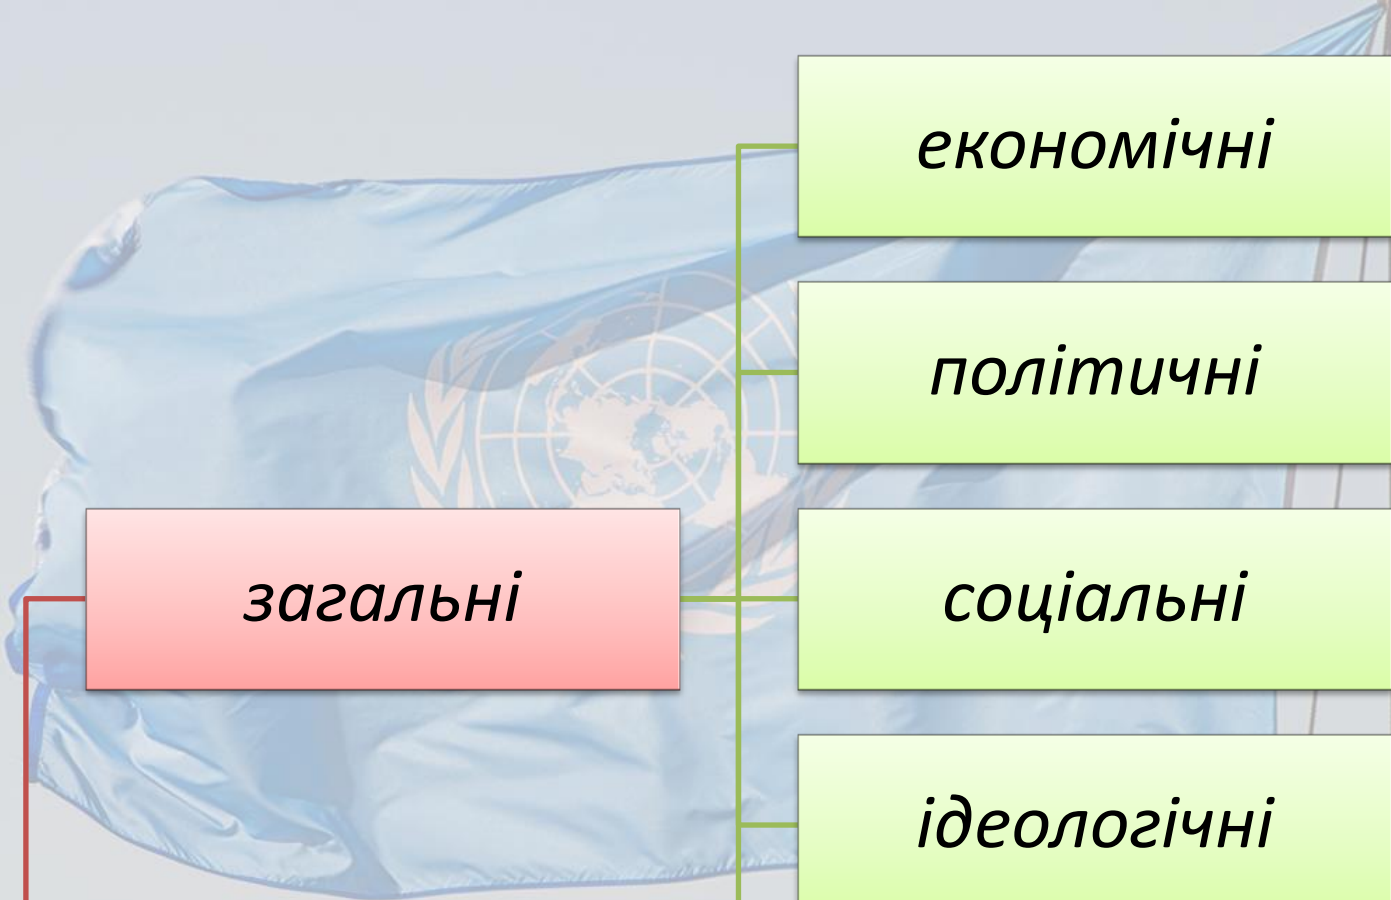 економічні
політичні
загальні
соціальні
ідеологічні